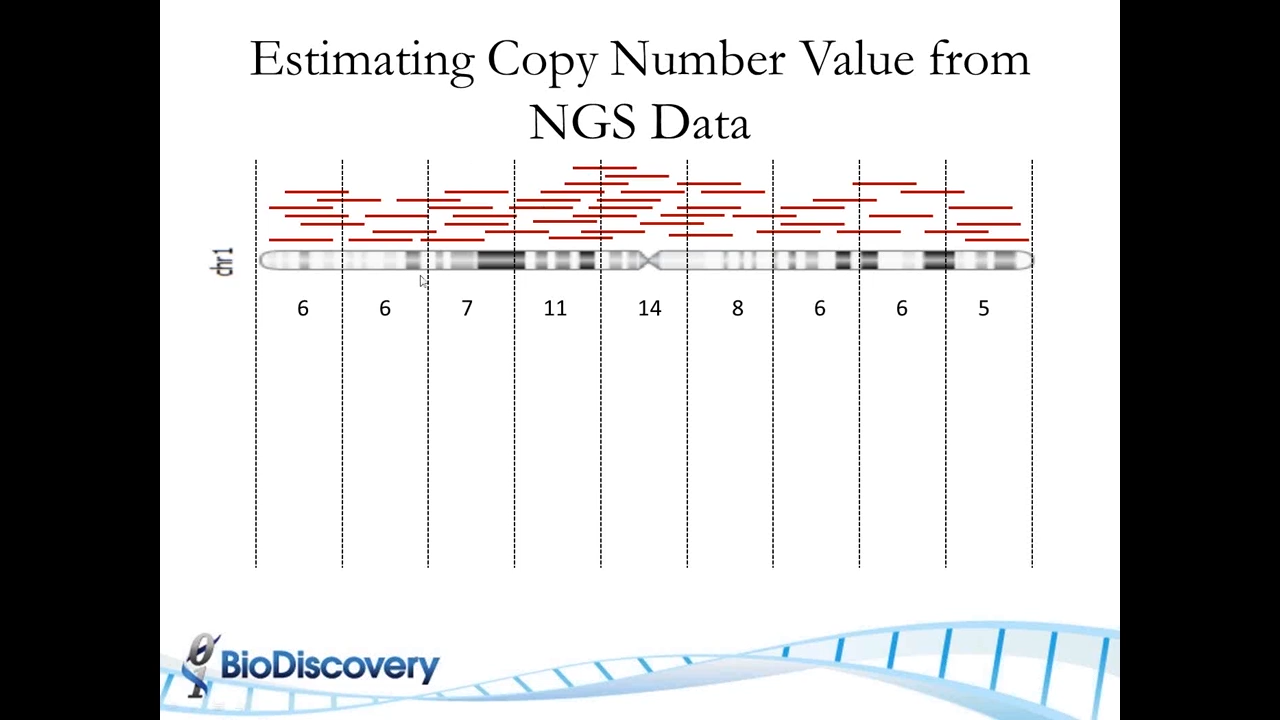 Estimating Copy Number Value from
NGS Data
chr1
6 6 7 11 14 8 6 6 5
BioDiscovery